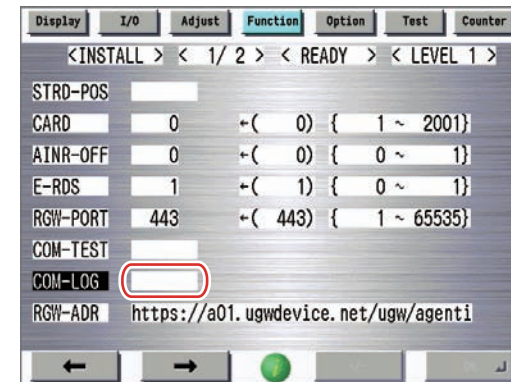 Display I/O Adjust Function Option Test Counter
<INSTALL > < 1/ 2 > < READY > < LEVEL 1 >
STRD-POS
CARD 0 ←( 0) { 1 ~ 2001}
AINR-OFF 0 ←( 0) { 0 ~ 1}
E-RDS 1 ←( 1) { 0 ~ 1}
RGW-PORT 443 ←( 443) { 1 ~ 65535}
COM-TEST
COM-LOG
RGW-ADR https://a01.ugwdevice.net/ugw/agenti
← → i +/- OK